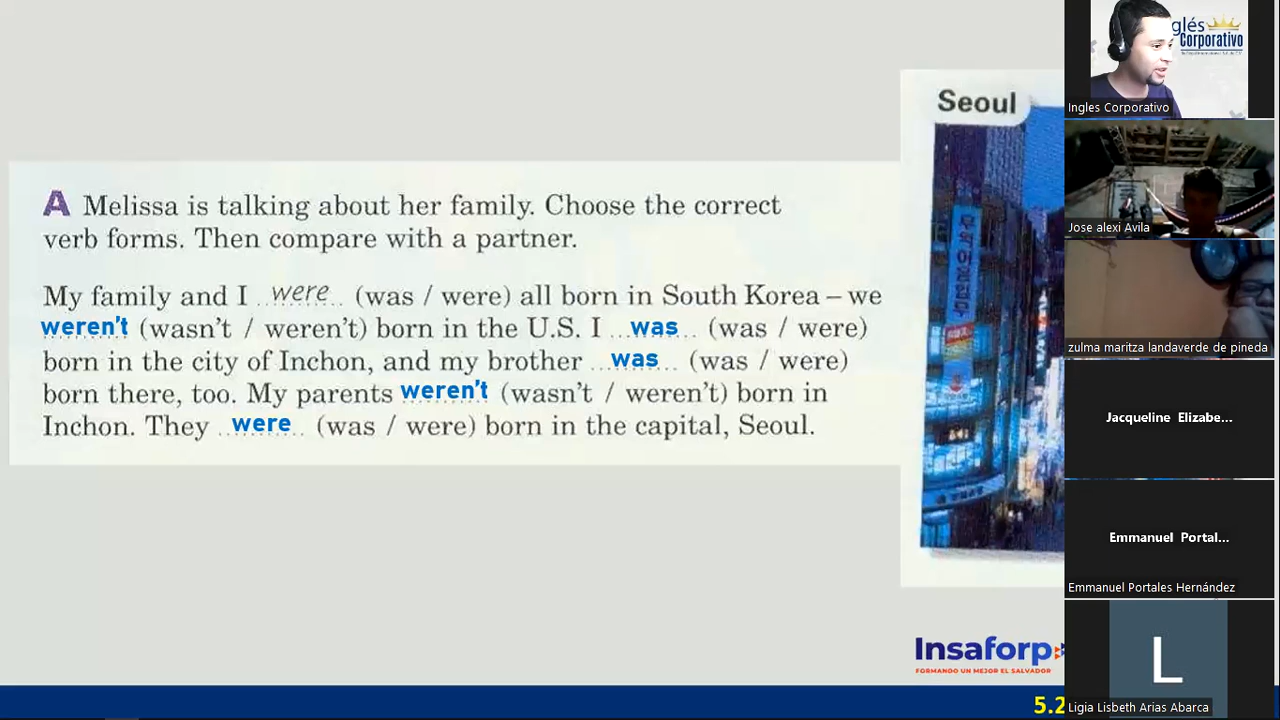 A Melissa is talking about her family. Choose the correct
verb forms. Then compare with a partner.
My family and I were (was / were) all born in South Korea – we
weren't (wasn't / weren't) born in the U.S. I was (was / were)
born in the city of Inchon, and my brother was (was / were)
born there, too. My parents weren't (wasn't / weren't) born in
Inchon. They were (was / were) born in the capital, Seoul.
Seoul
Insaforp
FORMANDO UN MEJOR EL SALVADOR
5.2
glés
Corporativo
Ingles Corporativo
Jose alexi Avila
zulma maritza landaverde de pineda
Jacqueline Elizabe...
Emmanuel Portal...
Emmanuel Portales Hernández
L
Ligia Lisbeth Arias Abarca